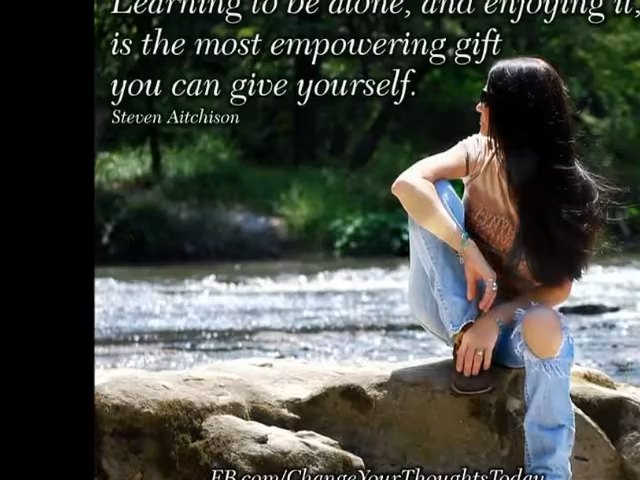 Learning to be alone, and enjoying it,
is the most empowering gift
you can give yourself.
Steven Aitchison
FB.com/ChangeYourThoughtsToday